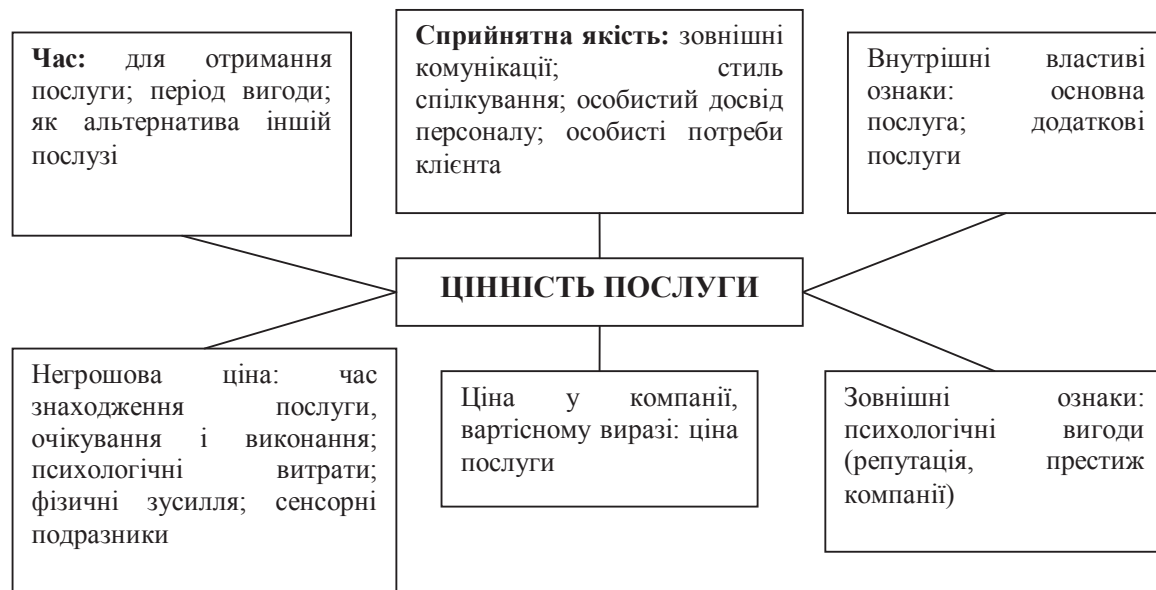 Час: для отримання
послуги; період вигоди;
як альтернатива іншій
послузі
Сприйнятна якість: зовнішні
комунікації; стиль
спілкування; особистий досвід
персоналу; особисті потреби
клієнта
Внутрішні властиві
ознаки: основна
послуга; додаткові
послуги
ЦІННІСТЬ ПОСЛУГИ
Негрошова ціна: час
знаходження послуги,
очікування і виконання;
психологічні витрати;
фізичні зусилля; сенсорні
подразники
Ціна у компанії,
вартісному виразі: ціна
послуги
Зовнішні ознаки:
психологічні вигоди
(репутація, престиж
компанії)